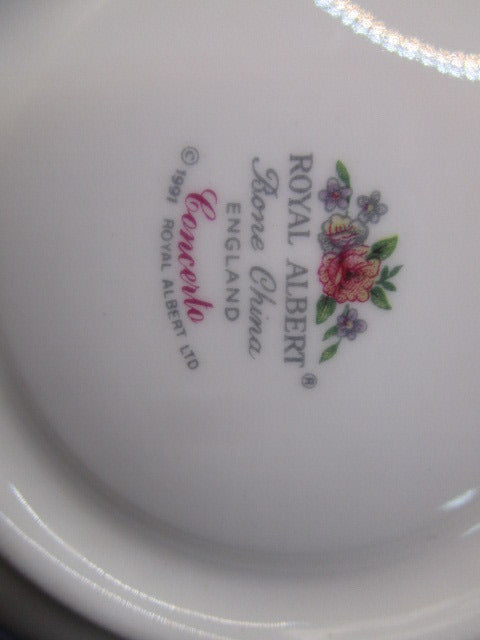 ROYAL ALBERT®
Bone China
ENGLAND
Concerto
© 1991 ROYAL ALBERT LTD